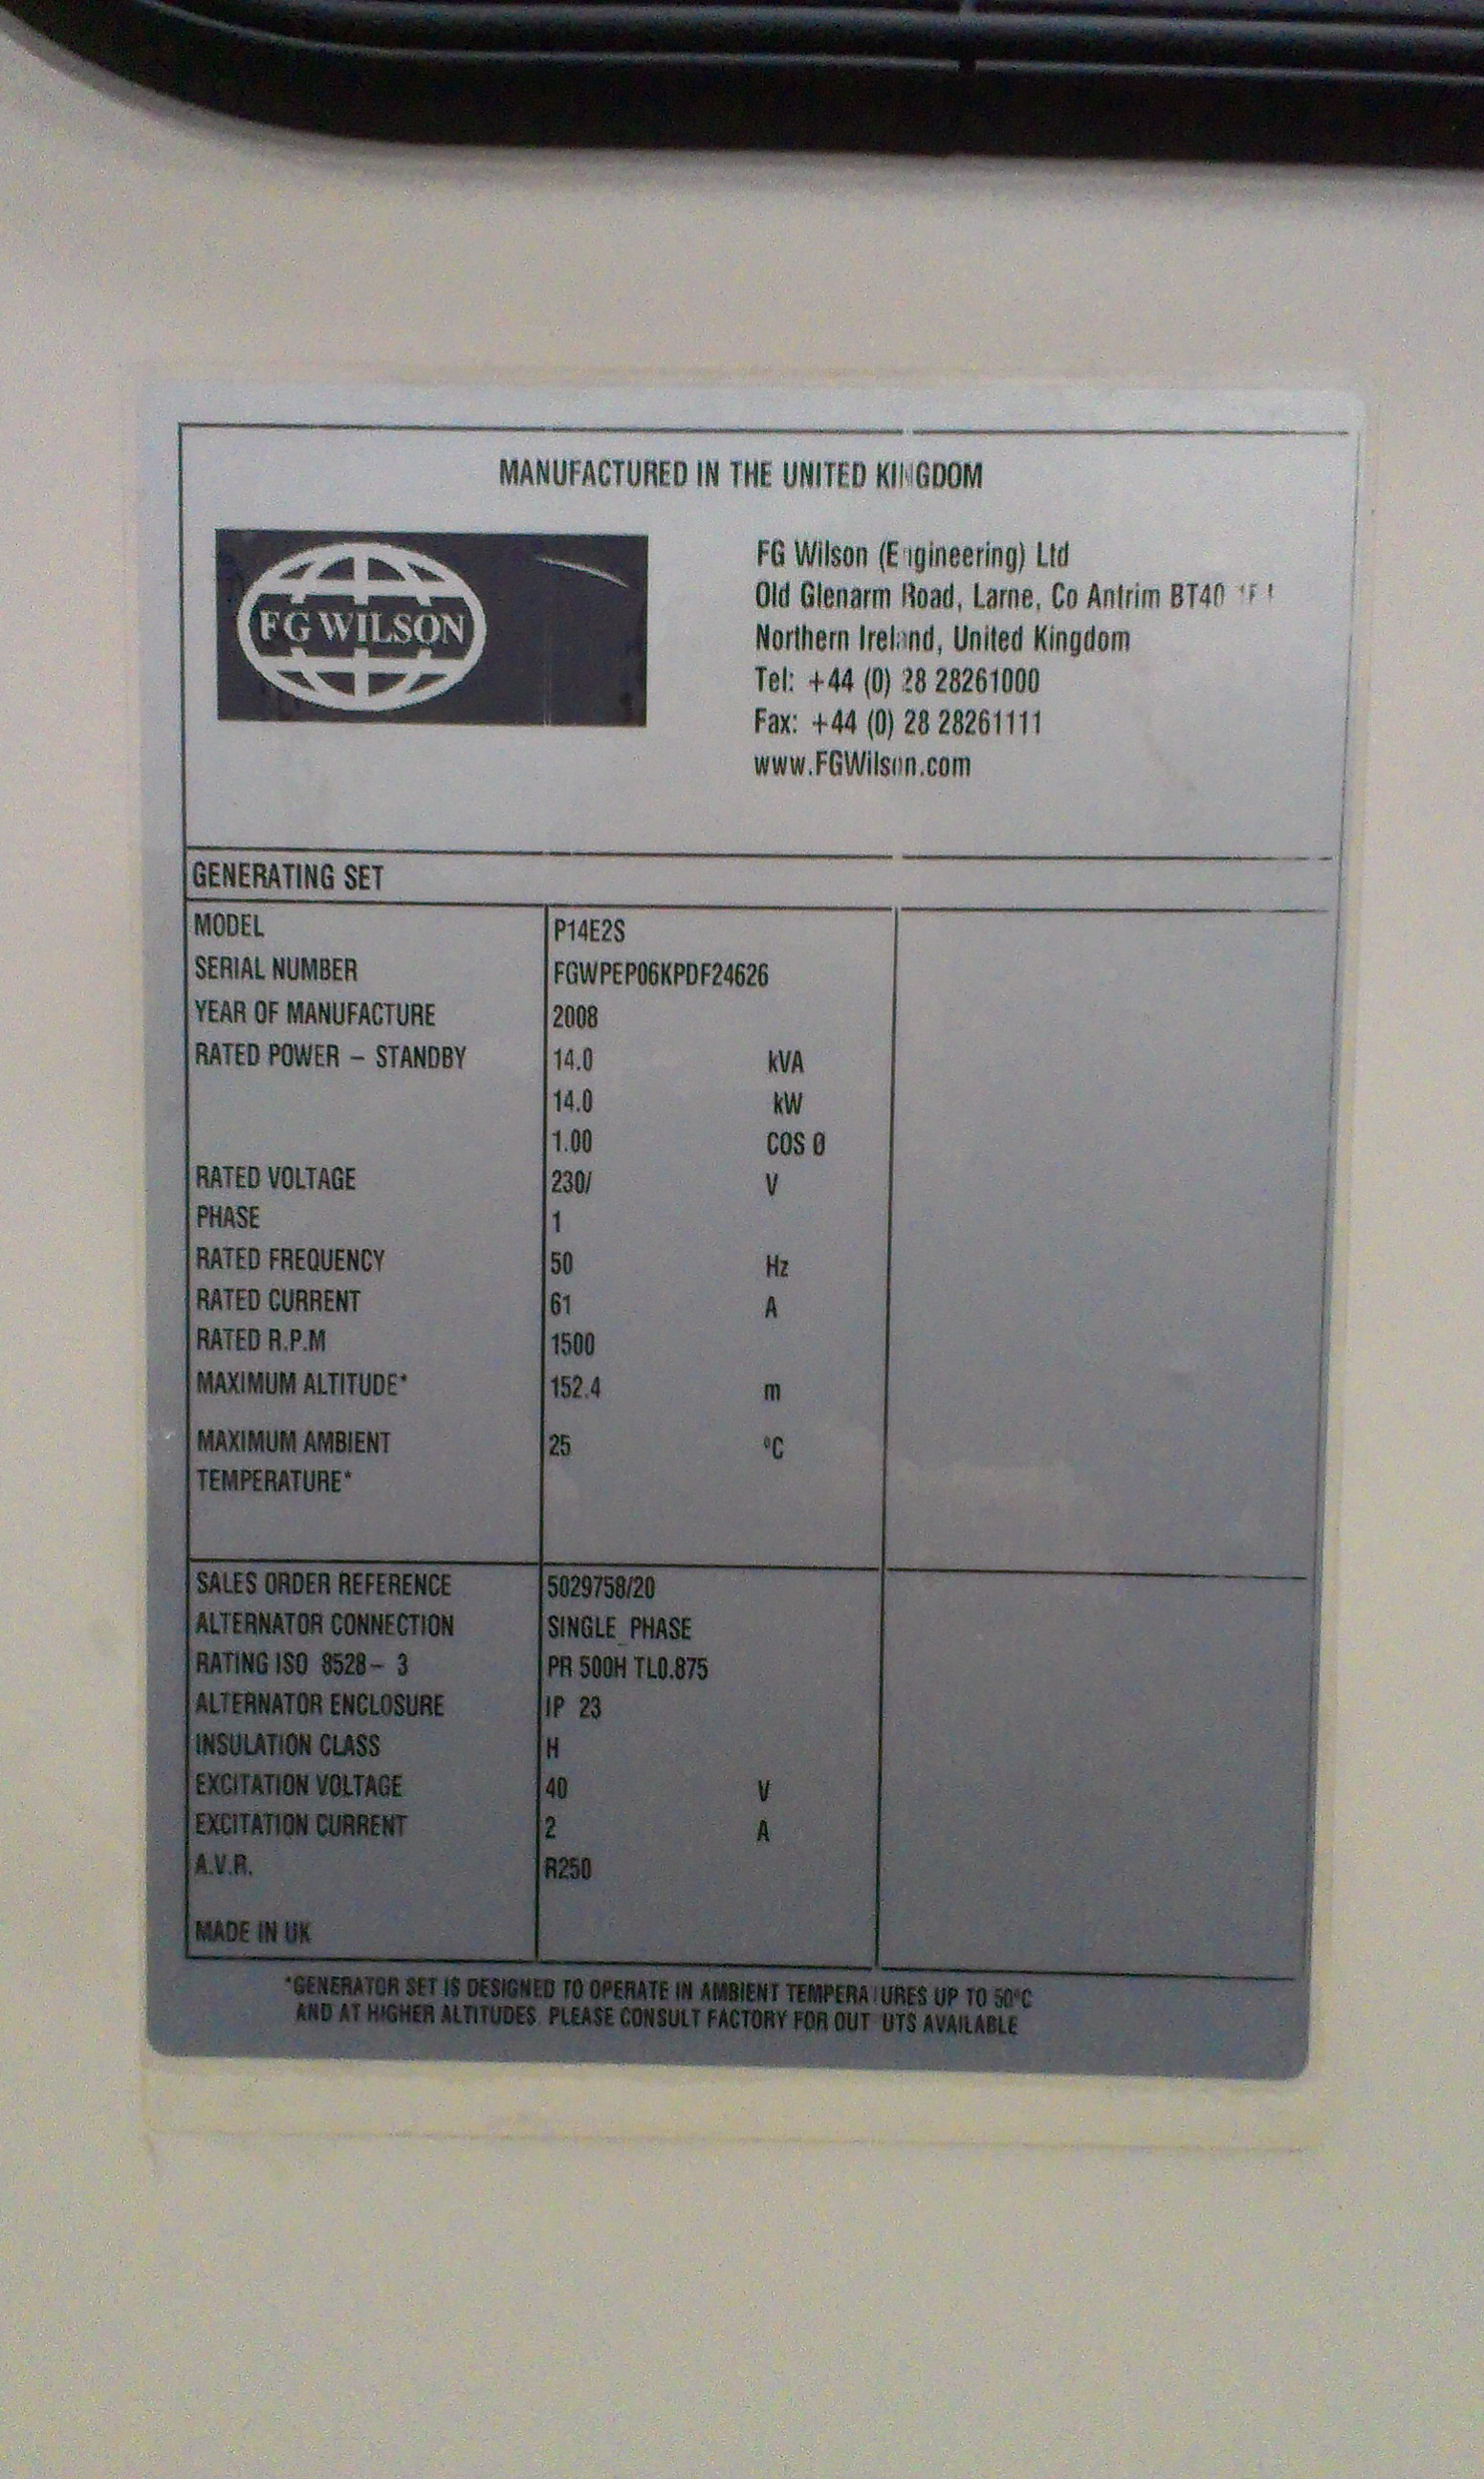 MANUFACTURED IN THE UNITED KINGDOM
FG WILSON
FG Wilson (Engineering) Ltd
Old Glenarm Road, Larne, Co Antrim BT40
Northern Ireland, United Kingdom
Tel: +44 (0) 28 28261000
Fax: +44 (0) 28 28261111
www.FGWilson.com
GENERATING SET
MODEL P14E2S
SERIAL NUMBER FGWPEP06KPDF24626
YEAR OF MANUFACTURE 2008
RATED POWER – STANDBY 14.0 kVA
14.0 kW
1.00 COS Ø
RATED VOLTAGE 230/ V
PHASE 1
RATED FREQUENCY 50 Hz
RATED CURRENT 61 A
RATED R.P.M 1500
MAXIMUM ALTITUDE* 152.4 m
MAXIMUM AMBIENT 25 ºC
TEMPERATURE*
SALES ORDER REFERENCE 5029758/20
ALTERNATOR CONNECTION SINGLE_PHASE
RATING ISO 8528– 3 PR 500H TL0.875
ALTERNATOR ENCLOSURE IP 23
INSULATION CLASS H
EXCITATION VOLTAGE 40 V
EXCITATION CURRENT 2 A
A.V.R. R250
MADE IN UK
*GENERATOR SET IS DESIGNED TO OPERATE IN AMBIENT TEMPERATURES UP TO 50°C
AND AT HIGHER ALTITUDES. PLEASE CONSULT FACTORY FOR OUTPUTS AVAILABLE